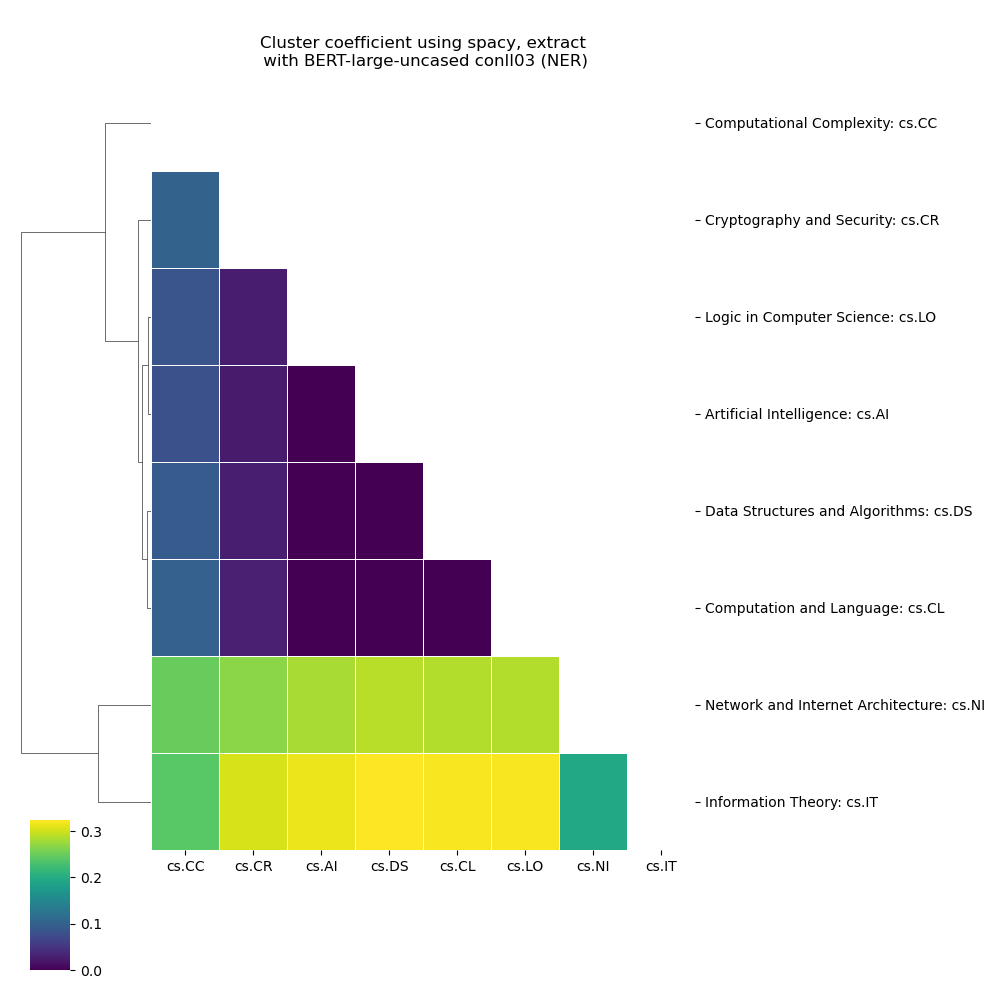 Cluster coefficient using spacy, extract
with BERT-large-uncased conll03 (NER)
Computational Complexity: cs.CC
Cryptography and Security: cs.CR
Logic in Computer Science: cs.LO
Artificial Intelligence: cs.AI
Data Structures and Algorithms: cs.DS
Computation and Language: cs.CL
Network and Internet Architecture: cs.NI
Information Theory: cs.IT
0.3
0.2
0.1
0.0
cs.CC cs.CR cs.AI cs.DS cs.CL cs.LO cs.NI cs.IT